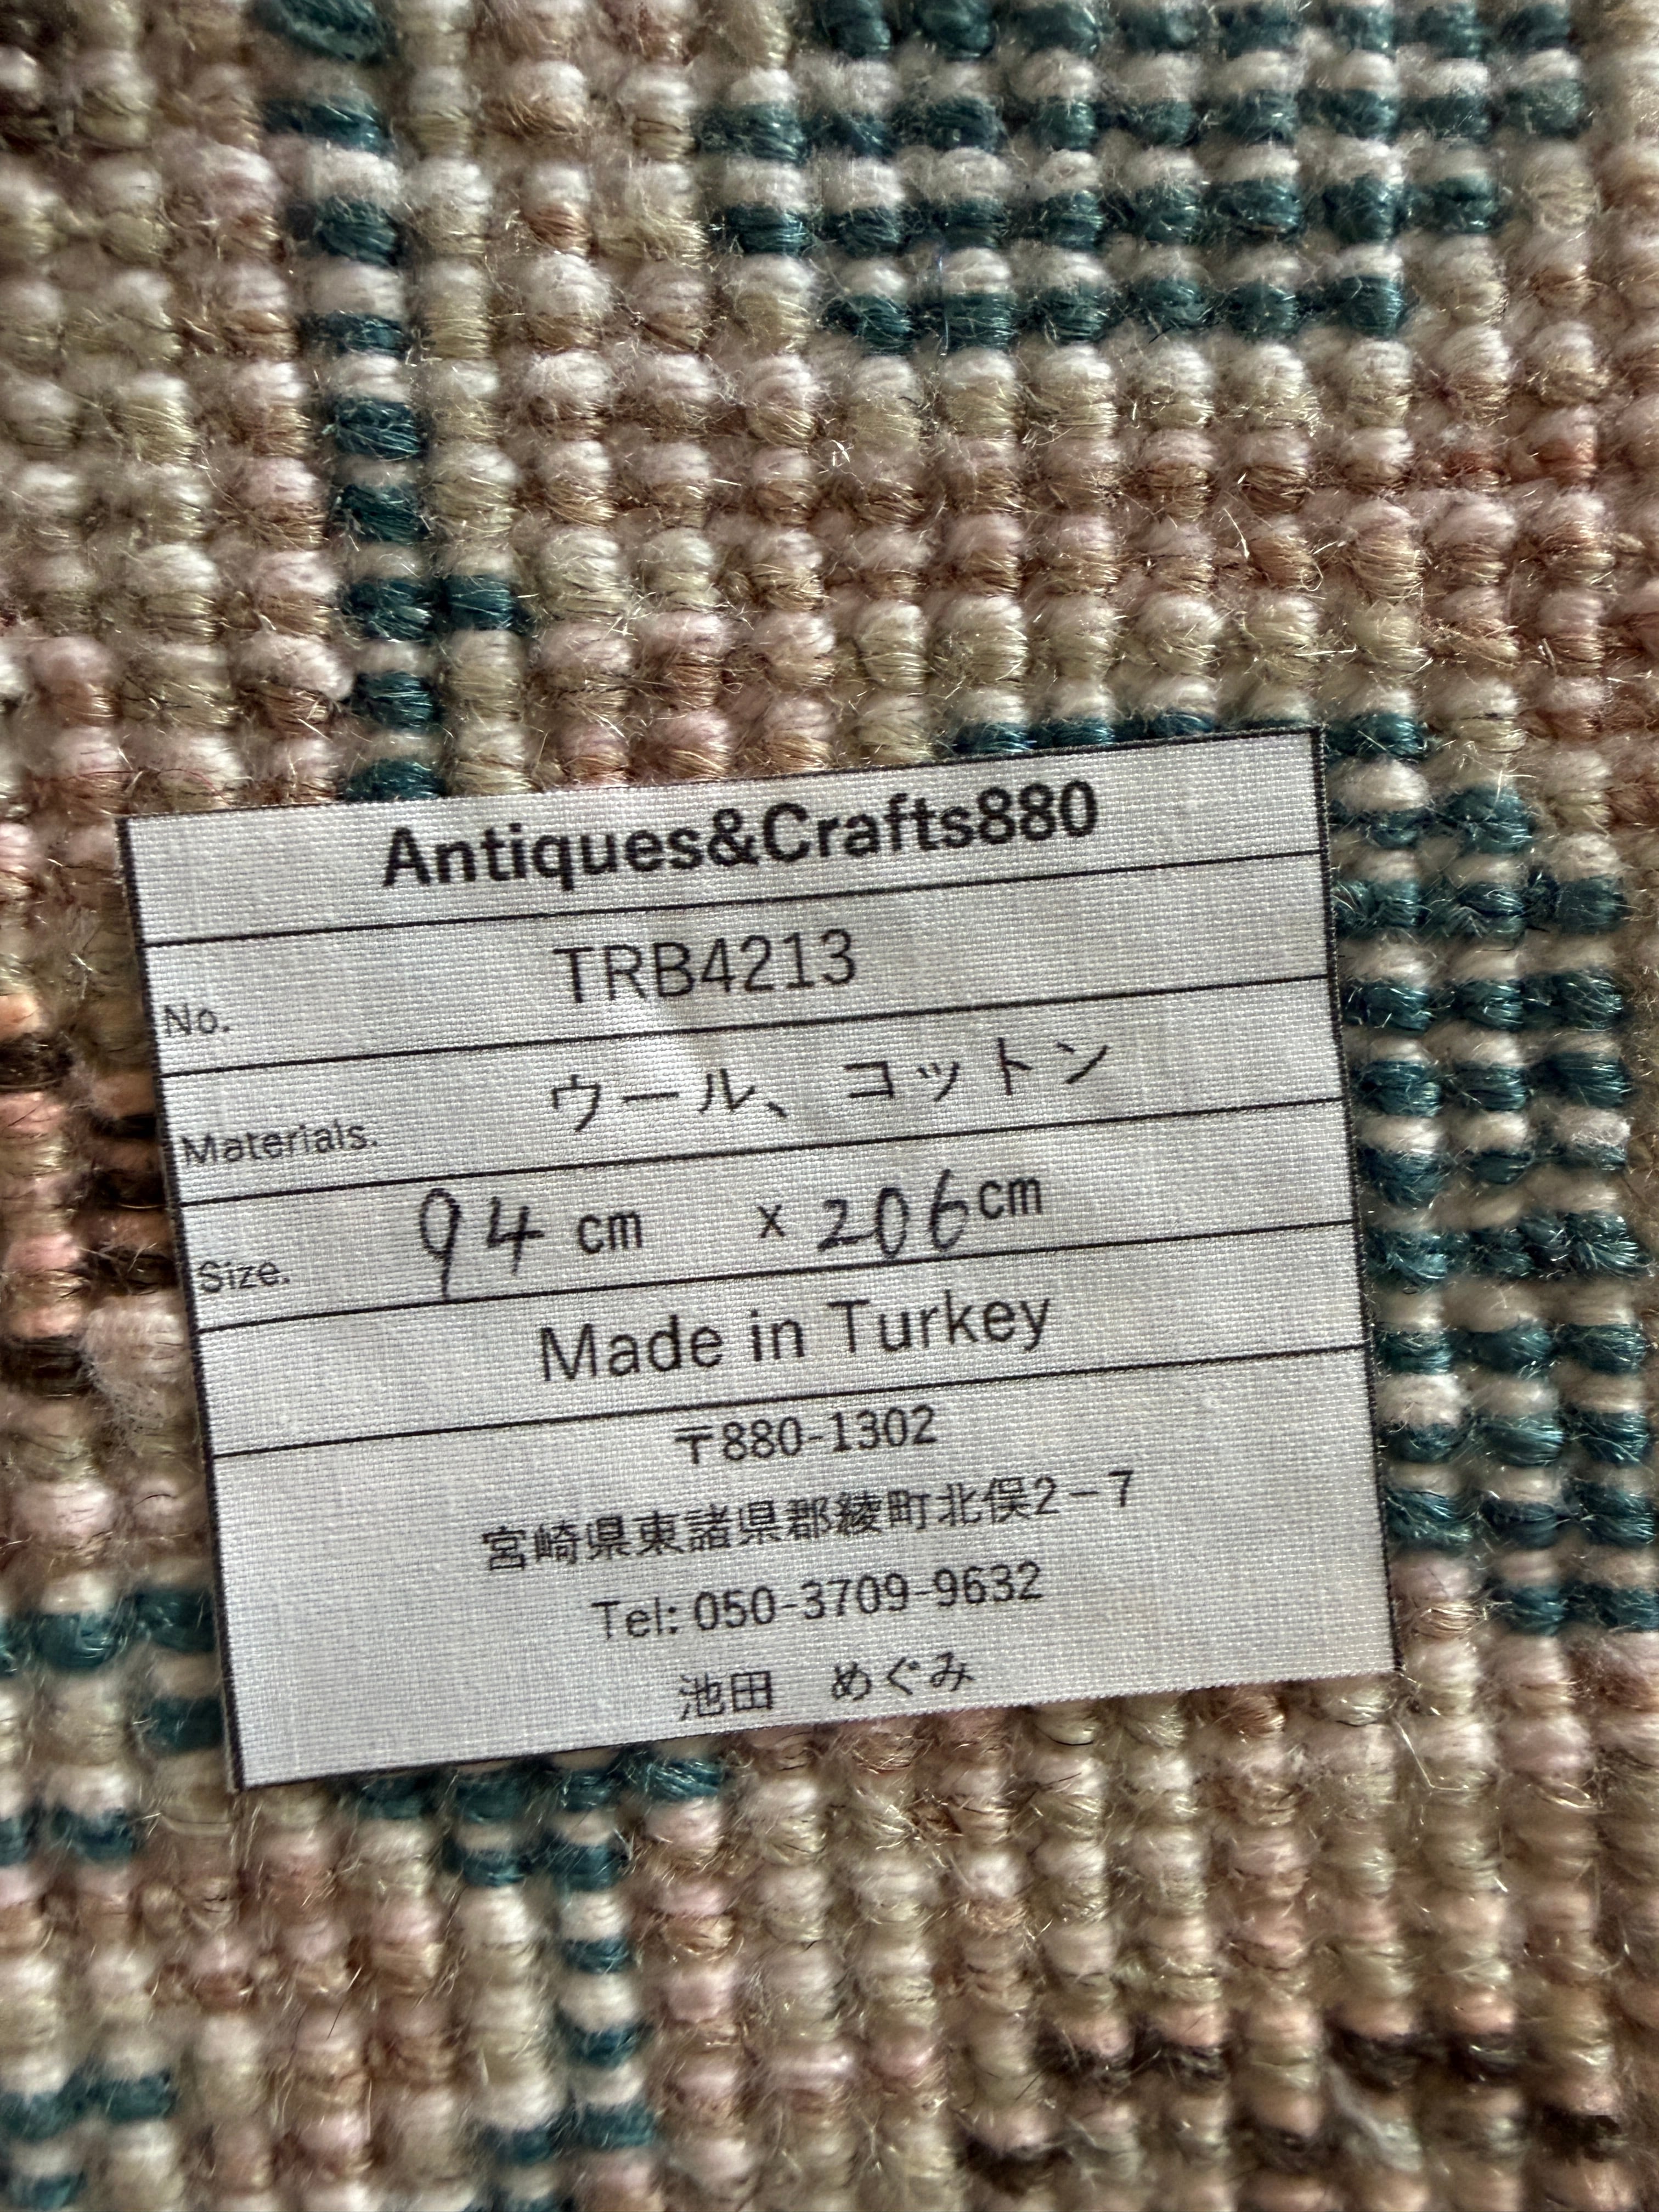 Antiques&Crafts880
No. TRB4213
Materials. ウール、コットン
Size. 94 cm x 206 cm
Made in Turkey
〒880-1302
宮崎県東諸県郡綾町北俣2−7
Tel: 050-3709-9632
池田　めぐみ